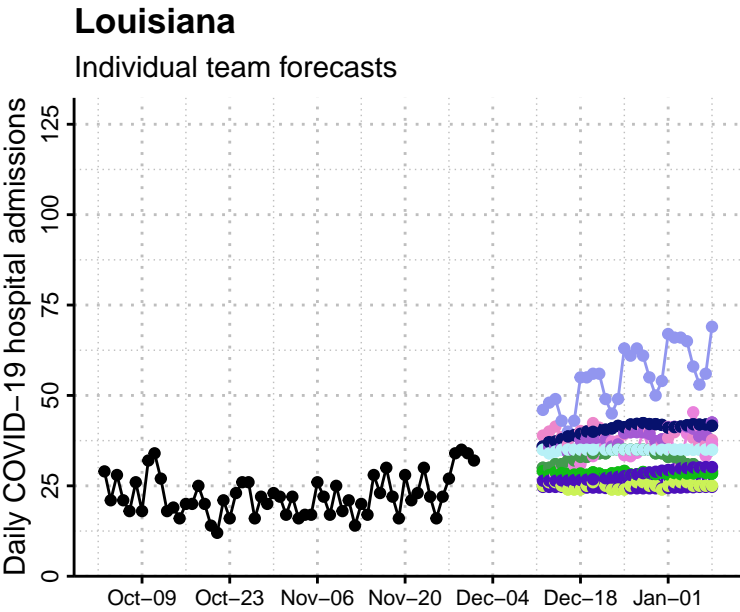 Louisiana
Individual team forecasts
Daily COVID−19 hospital admissions
125
100
75
50
25
0
Oct−09 Oct−23 Nov−06 Nov−20 Dec−04 Dec−18 Jan−01